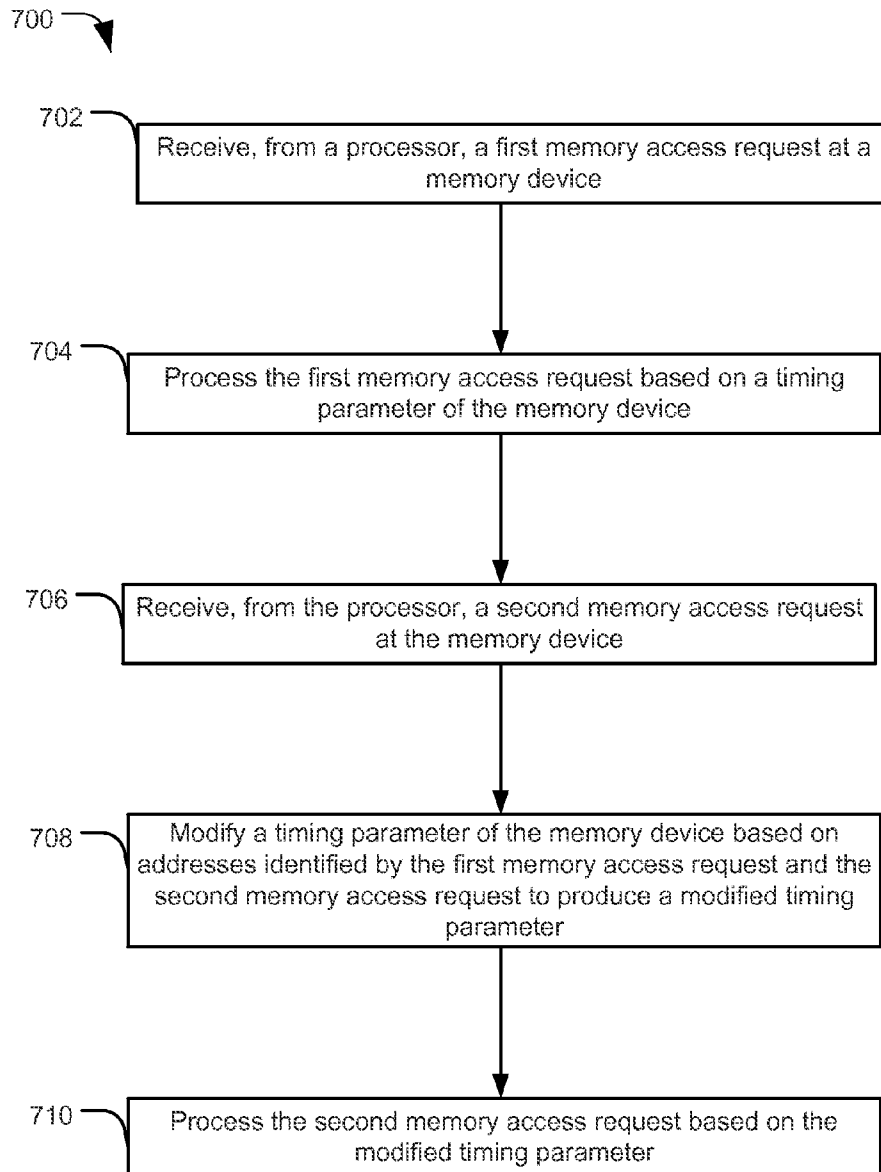 700
702
Receive, from a processor, a first memory access request at a
memory device
704
Process the first memory access request based on a timing
parameter of the memory device
706
Receive, from the processor, a second memory access request
at the memory device
708
Modify a timing parameter of the memory device based on
addresses identified by the first memory access request and the
second memory access request to produce a modified timing
parameter
710
Process the second memory access request based on the
modified timing parameter